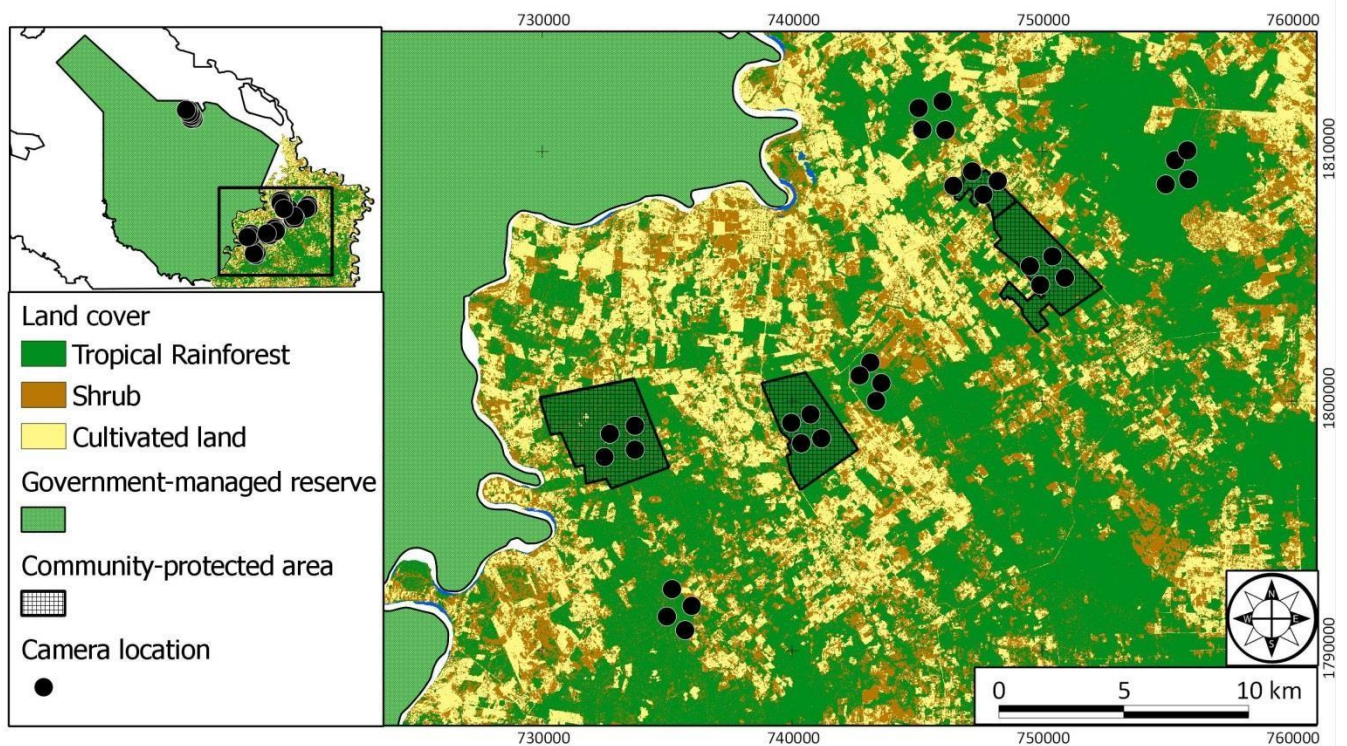 730000 740000 750000 760000
Land cover
Tropical Rainforest
Shrub
Cultivated land
Government-managed reserve
Community-protected area
Camera location
1810000
1800000
1790000
N
W E
S
0 5 10 km
730000 740000 750000 760000